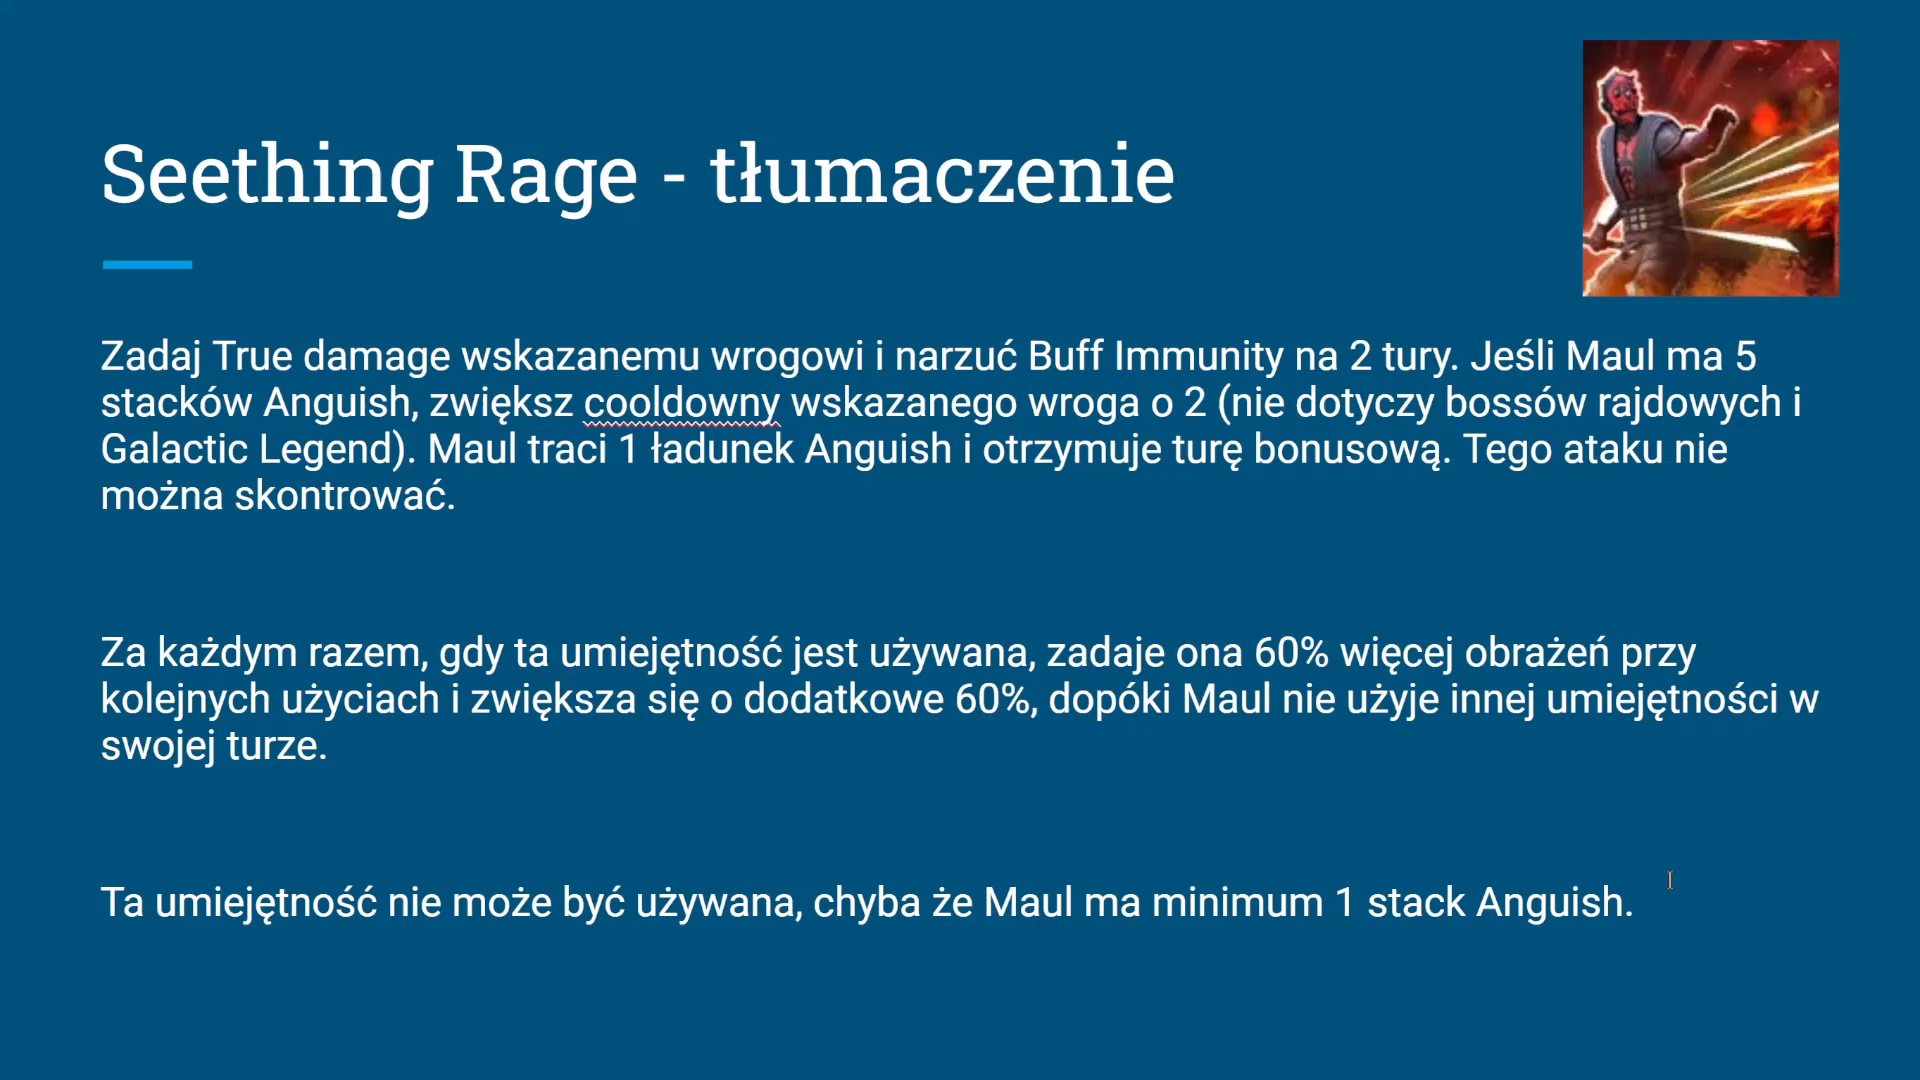 Seething Rage - tłumaczenie
Zadaj True damage wskazanemu wrogowi i narzuć Buff Immunity na 2 tury. Jeśli Maul ma 5
stacków Anguish, zwiększ cooldowny wskazanego wroga o 2 (nie dotyczy bossów rajdowych i
Galactic Legend). Maul traci 1 ładunek Anguish i otrzymuje turę bonusową. Tego ataku nie
można skontrować.
Za każdym razem, gdy ta umiejętność jest używana, zadaje ona 60% więcej obrażeń przy
kolejnych użyciach i zwiększa się o dodatkowe 60%, dopóki Maul nie użyje innej umiejętności w
swojej turze.
Ta umiejętność nie może być używana, chyba że Maul ma minimum 1 stack Anguish.